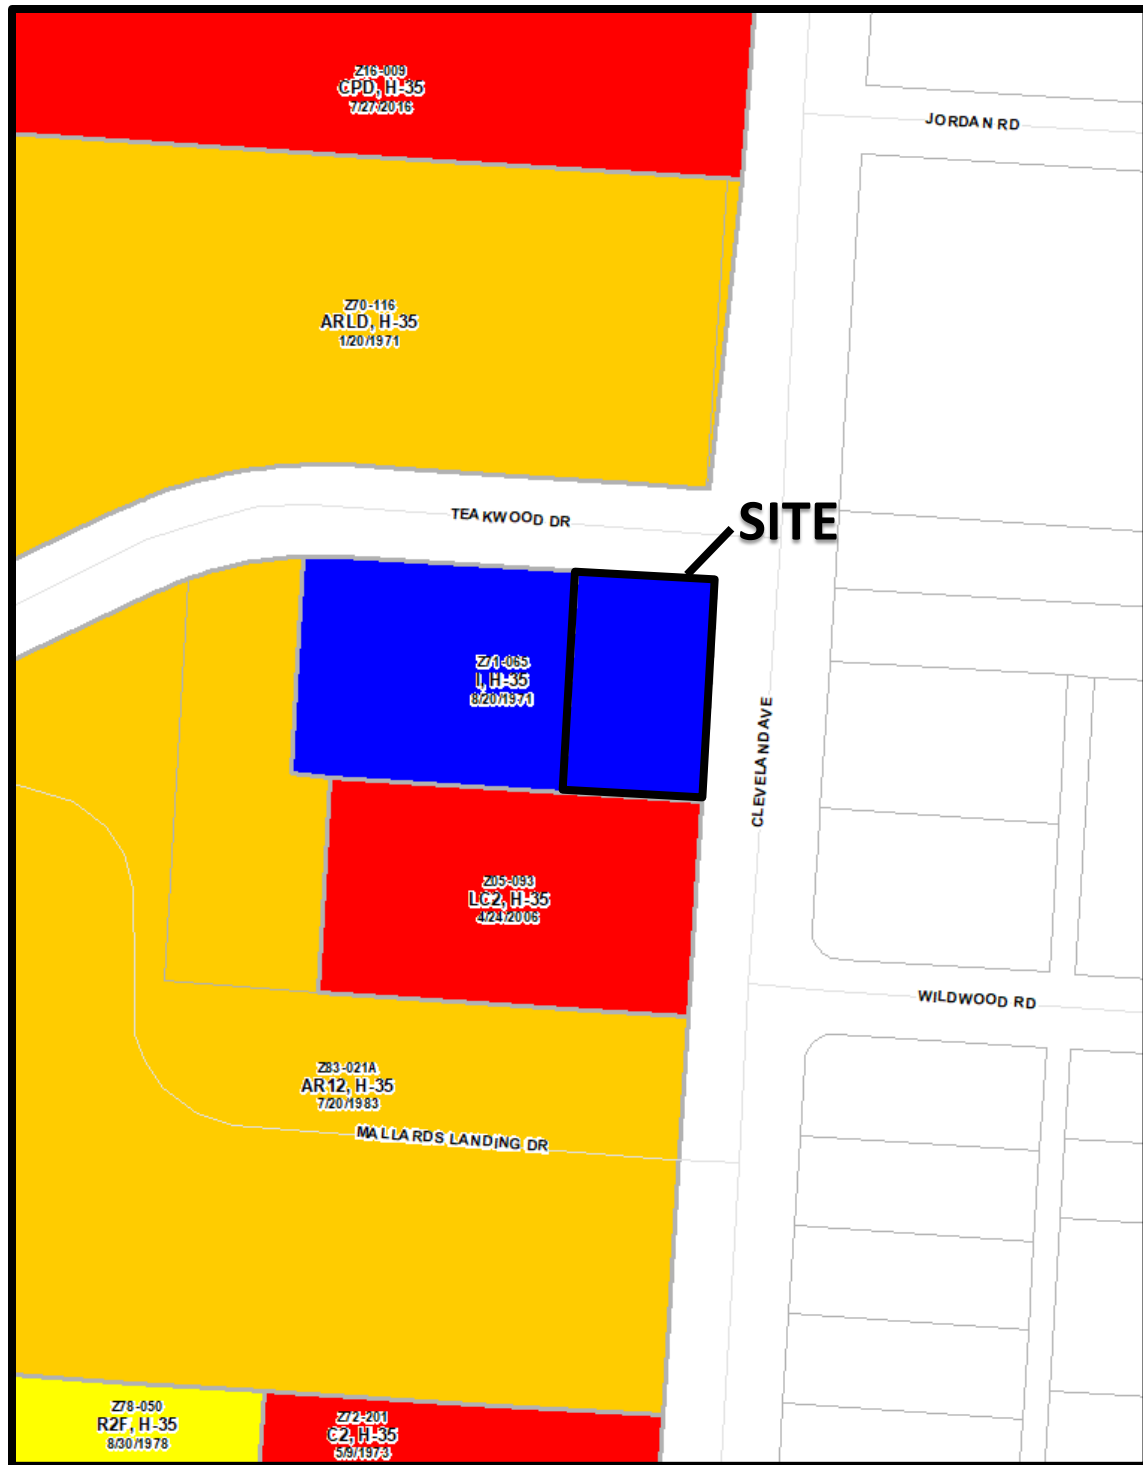 Z16-009
CPD, H-35
7/27/2016
JORDAN RD
Z70-116
ARLD, H-35
1/20/1971
TEAKWOOD DR
SITE
Z71-065
I, H-35
8/20/1971
CLEVELAND AVE
Z05-093
LC2, H-35
4/24/2006
WILDWOOD RD
Z83-021A
AR12, H-35
7/20/1983
MALLARDS LANDING DR
Z78-050
R2F, H-35
8/30/1978
Z72-201
C2, H-35
5/9/1973